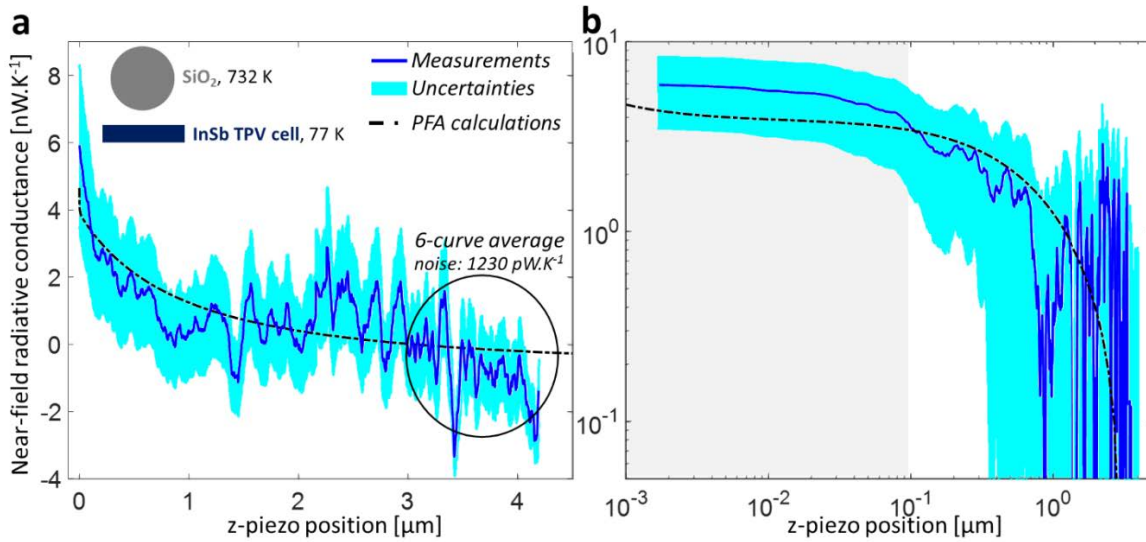 a
Near-field radiative conductance [nW.K⁻¹]
8
6
4
2
0
-2
-4
SiO₂, 732 K
InSb TPV cell, 77 K
Measurements
Uncertainties
PFA calculations
6-curve average
noise: 1230 pW.K⁻¹
0 1 2 3 4
z-piezo position [µm]
b
10¹
10⁰
10⁻¹
10⁻³ 10⁻² 10⁻¹ 10⁰
z-piezo position [µm]